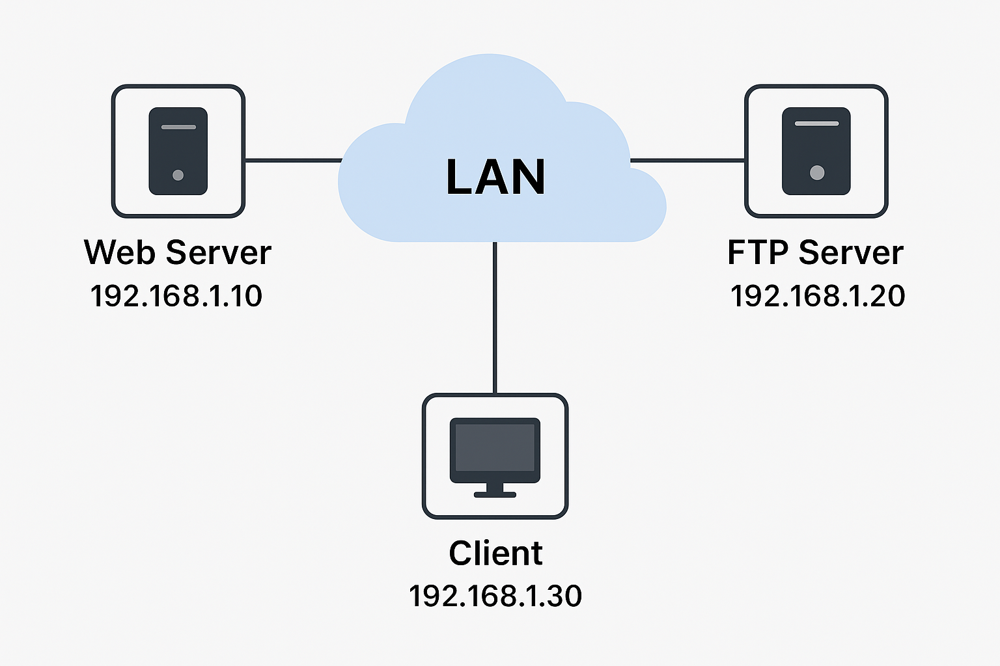 LAN
Web Server
192.168.1.10
FTP Server
192.168.1.20
Client
192.168.1.30